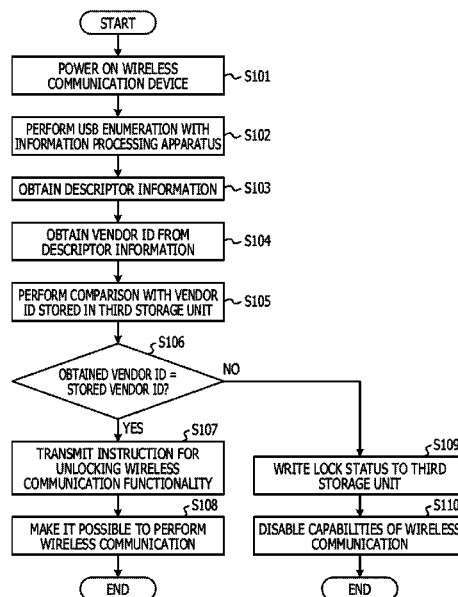 START
POWER ON WIRELESS
COMMUNICATION DEVICE
S101
PERFORM USB ENUMERATION WITH
INFORMATION PROCESSING APPARATUS
S102
OBTAIN DESCRIPTOR INFORMATION
S103
OBTAIN VENDOR ID FROM
DESCRIPTOR INFORMATION
S104
PERFORM COMPARISON WITH VENDOR
ID STORED IN THIRD STORAGE UNIT
S105
S106
OBTAINED VENDOR ID =
STORED VENDOR ID?
NO
YES
S107
TRANSMIT INSTRUCTION FOR
UNLOCKING WIRELESS
COMMUNICATION FUNCTIONALITY
S108
MAKE IT POSSIBLE TO PERFORM
WIRELESS COMMUNICATION
END
S109
WRITE LOCK STATUS TO THIRD
STORAGE UNIT
S110
DISABLE CAPABILITIES OF WIRELESS
COMMUNICATION
END